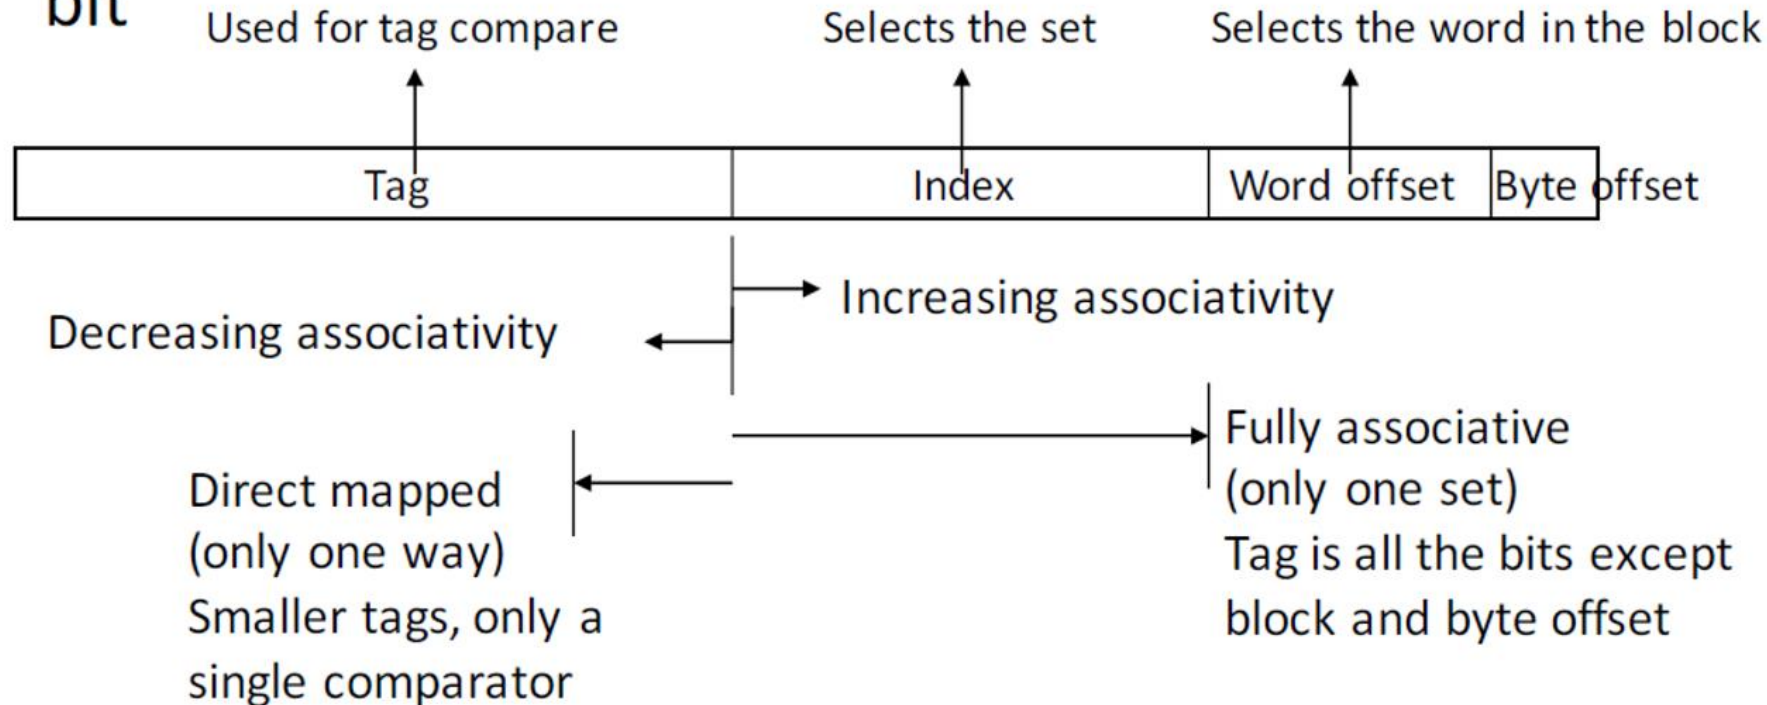 bit
Used for tag compare
Selects the set
Selects the word in the block
Tag
Index
Word offset
Byte offset
Increasing associativity
Decreasing associativity
Fully associative
(only one set)
Tag is all the bits except
block and byte offset
Direct mapped
(only one way)
Smaller tags, only a
single comparator